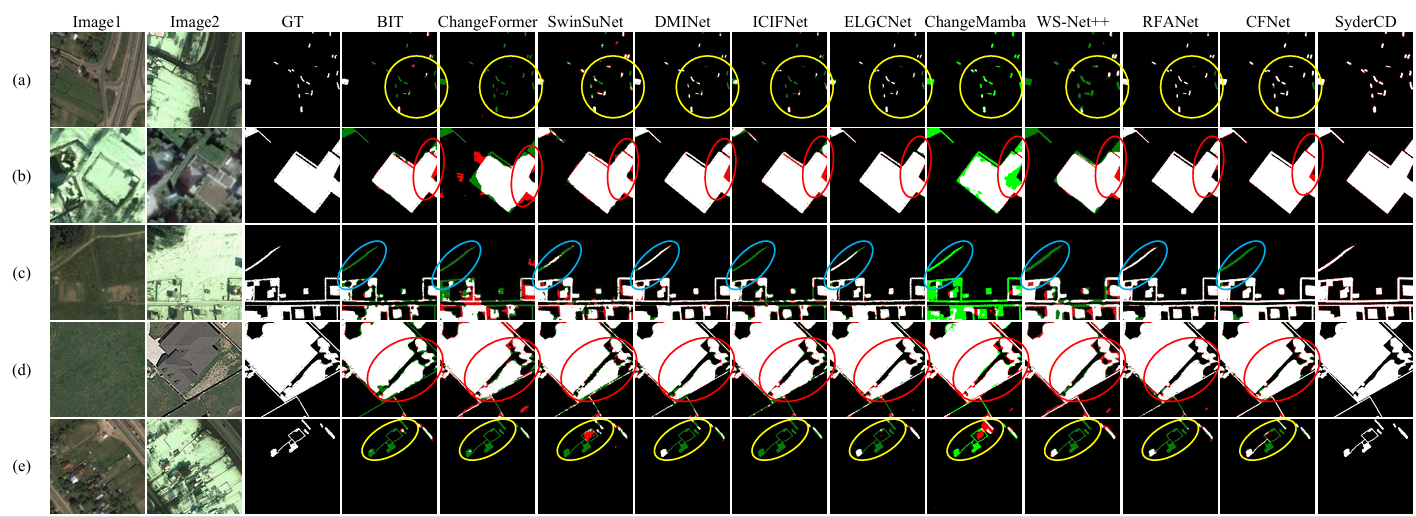 Image1 Image2 GT BIT ChangeFormer SwinSuNet DMINet ICIFNet ELGCNet ChangeMamba WS-Net++ RFANet CFNet SyderCD
(a)
(b)
(c)
(d)
(e)